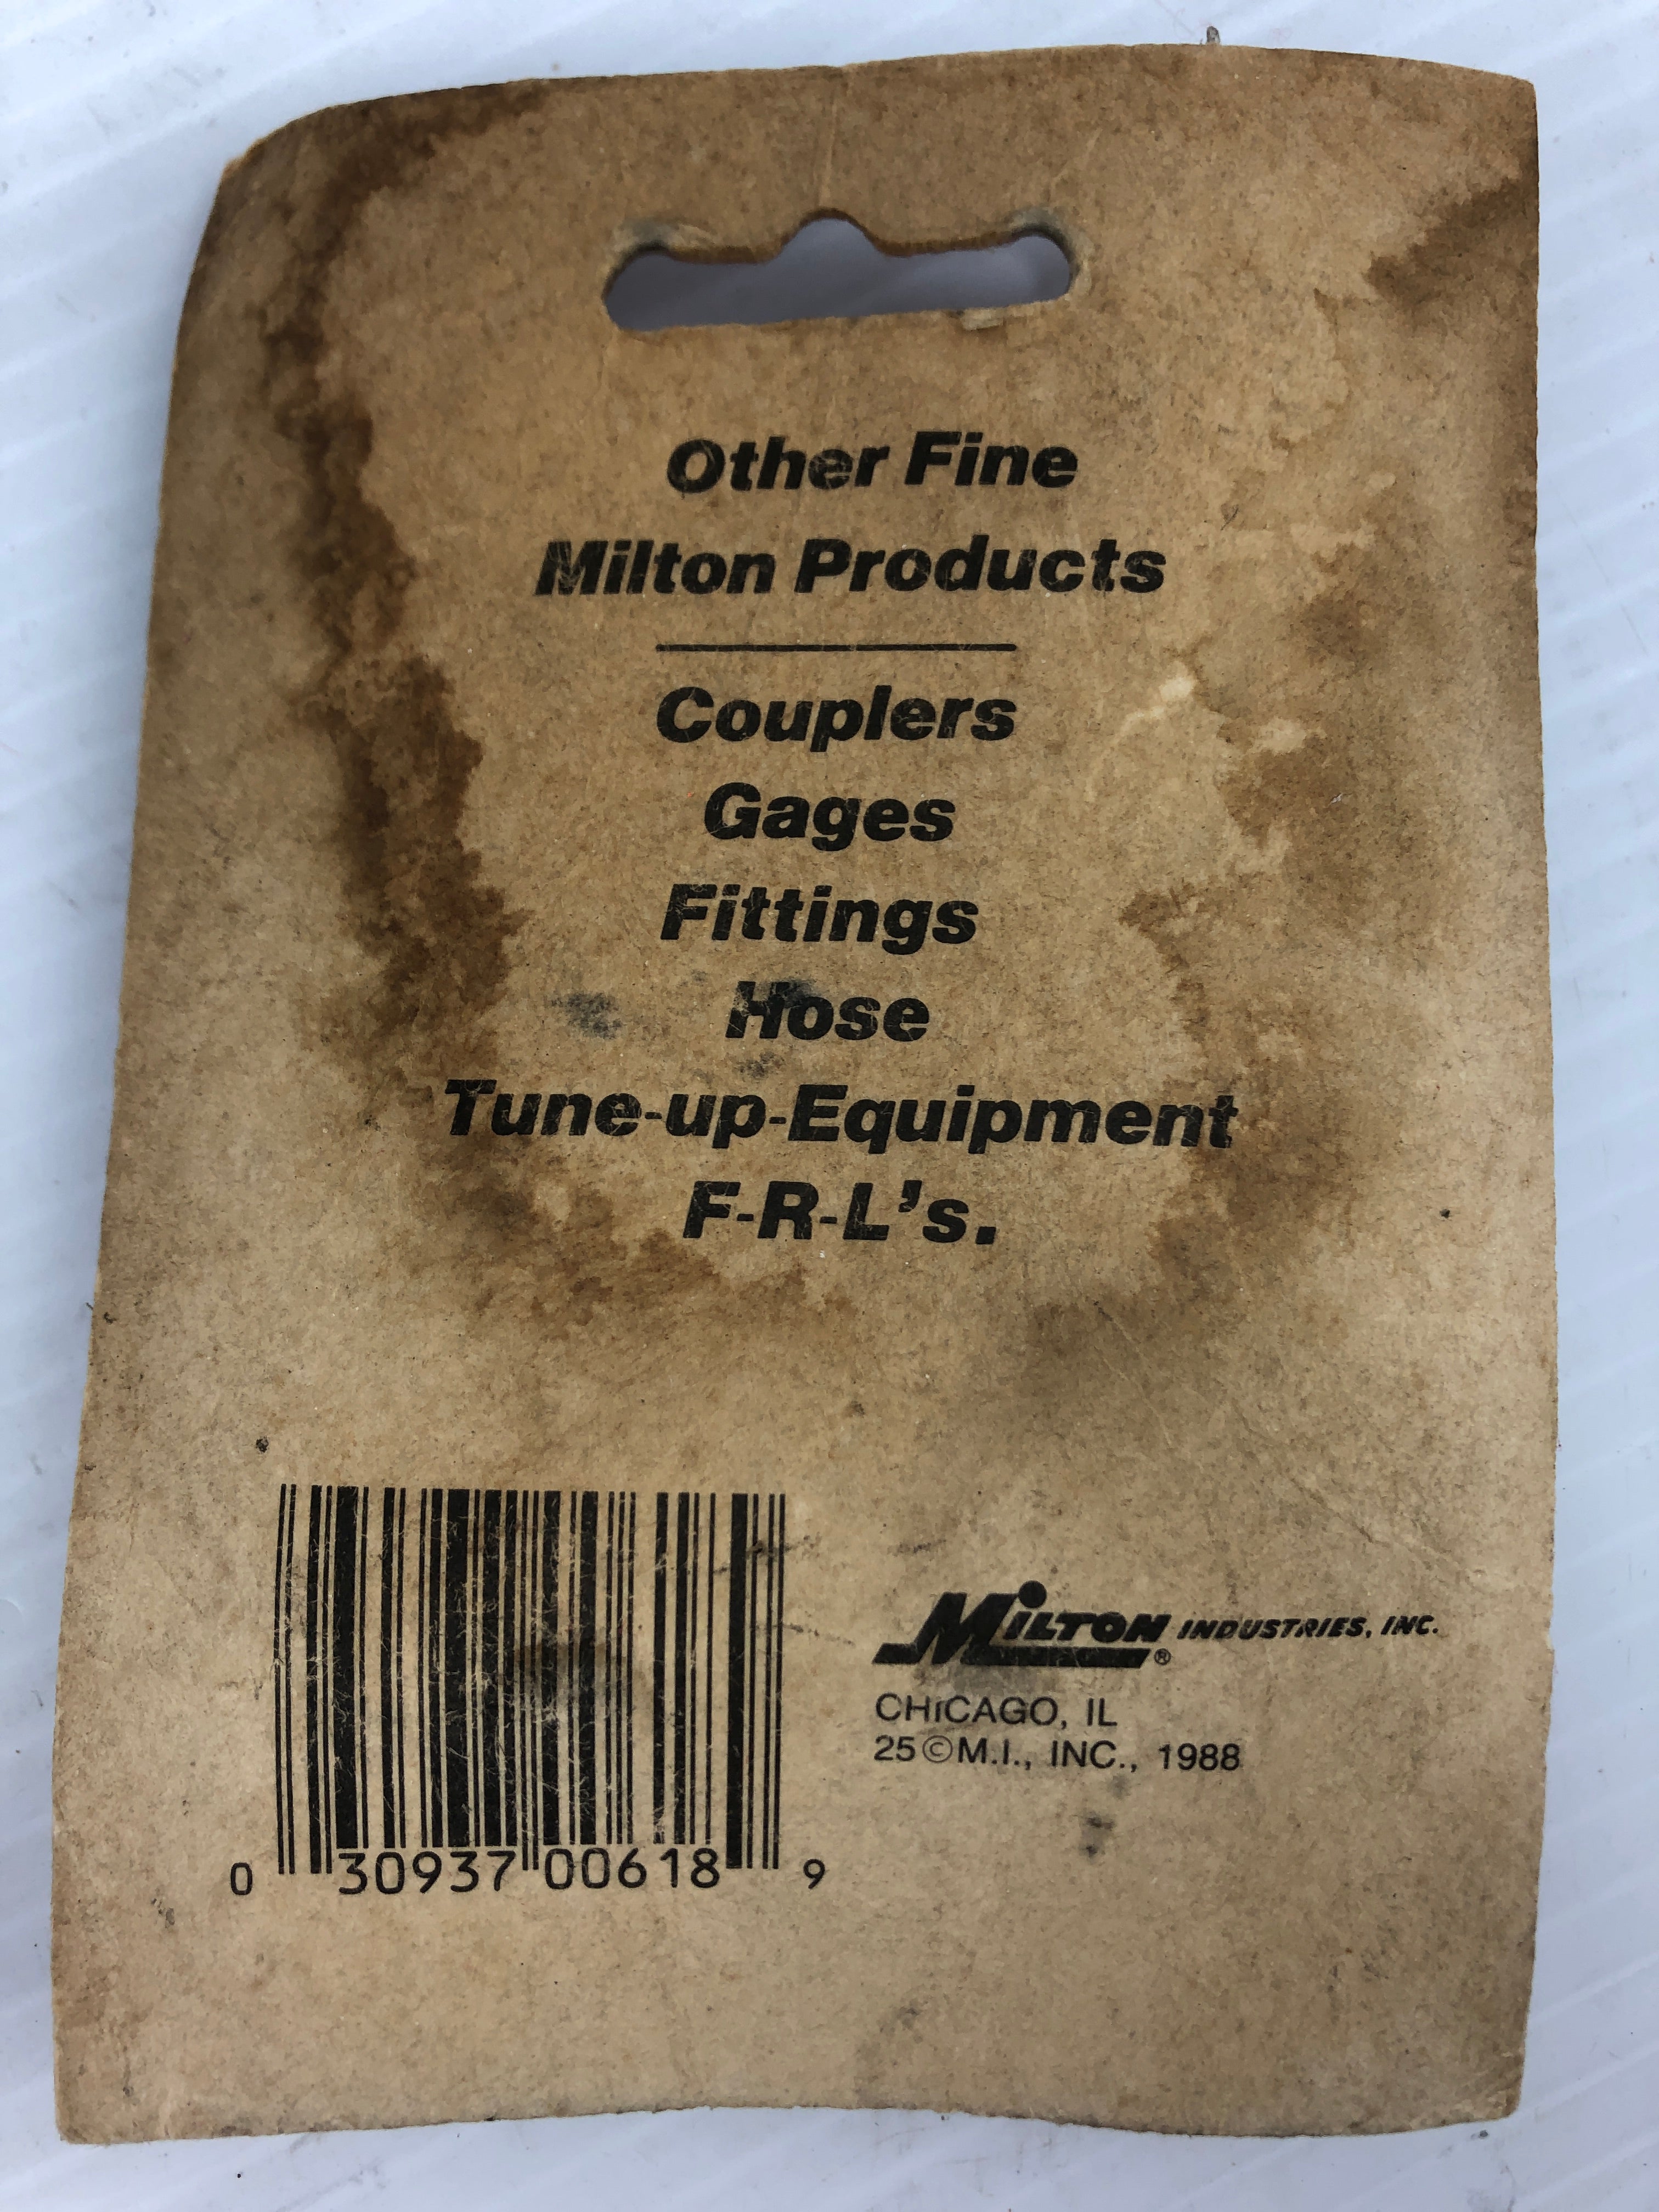 Other Fine
Milton Products
Couplers
Gages
Fittings
Hose
Tune-up-Equipment
F-R-L's.
0 30937 00618 9
MILTON® INDUSTRIES, INC.
CHICAGO, IL
25©M.I., INC., 1988